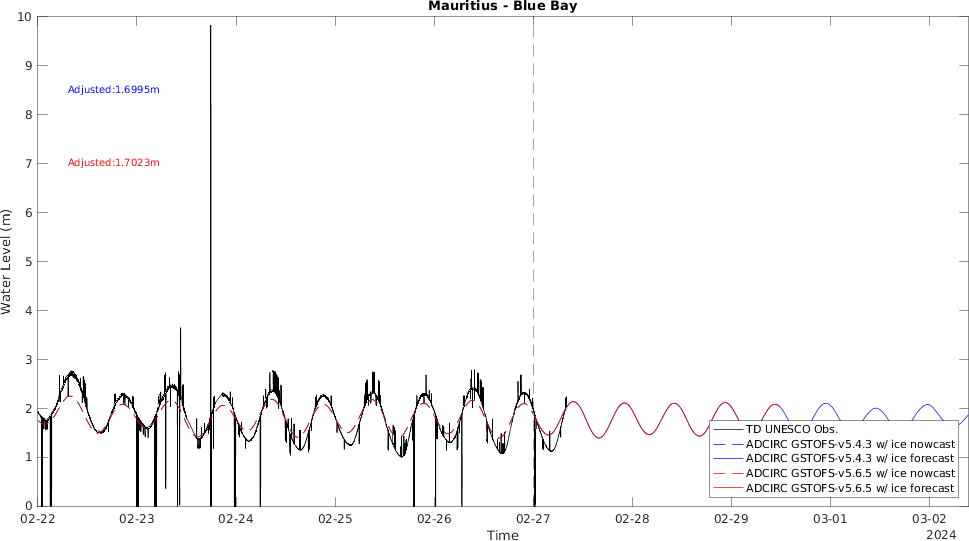 Mauritius - Blue Bay
10
9
8
7
6
5
4
3
2
1
0
Water Level (m)
Adjusted:1.6995m
Adjusted:1.7023m
TD UNESCO Obs.
ADCIRC GSTOFS-v5.4.3 w/ ice nowcast
ADCIRC GSTOFS-v5.4.3 w/ ice forecast
ADCIRC GSTOFS-v5.6.5 w/ ice nowcast
ADCIRC GSTOFS-v5.6.5 w/ ice forecast
02-22 02-23 02-24 02-25 02-26 02-27 02-28 02-29 03-01 03-02
Time
2024